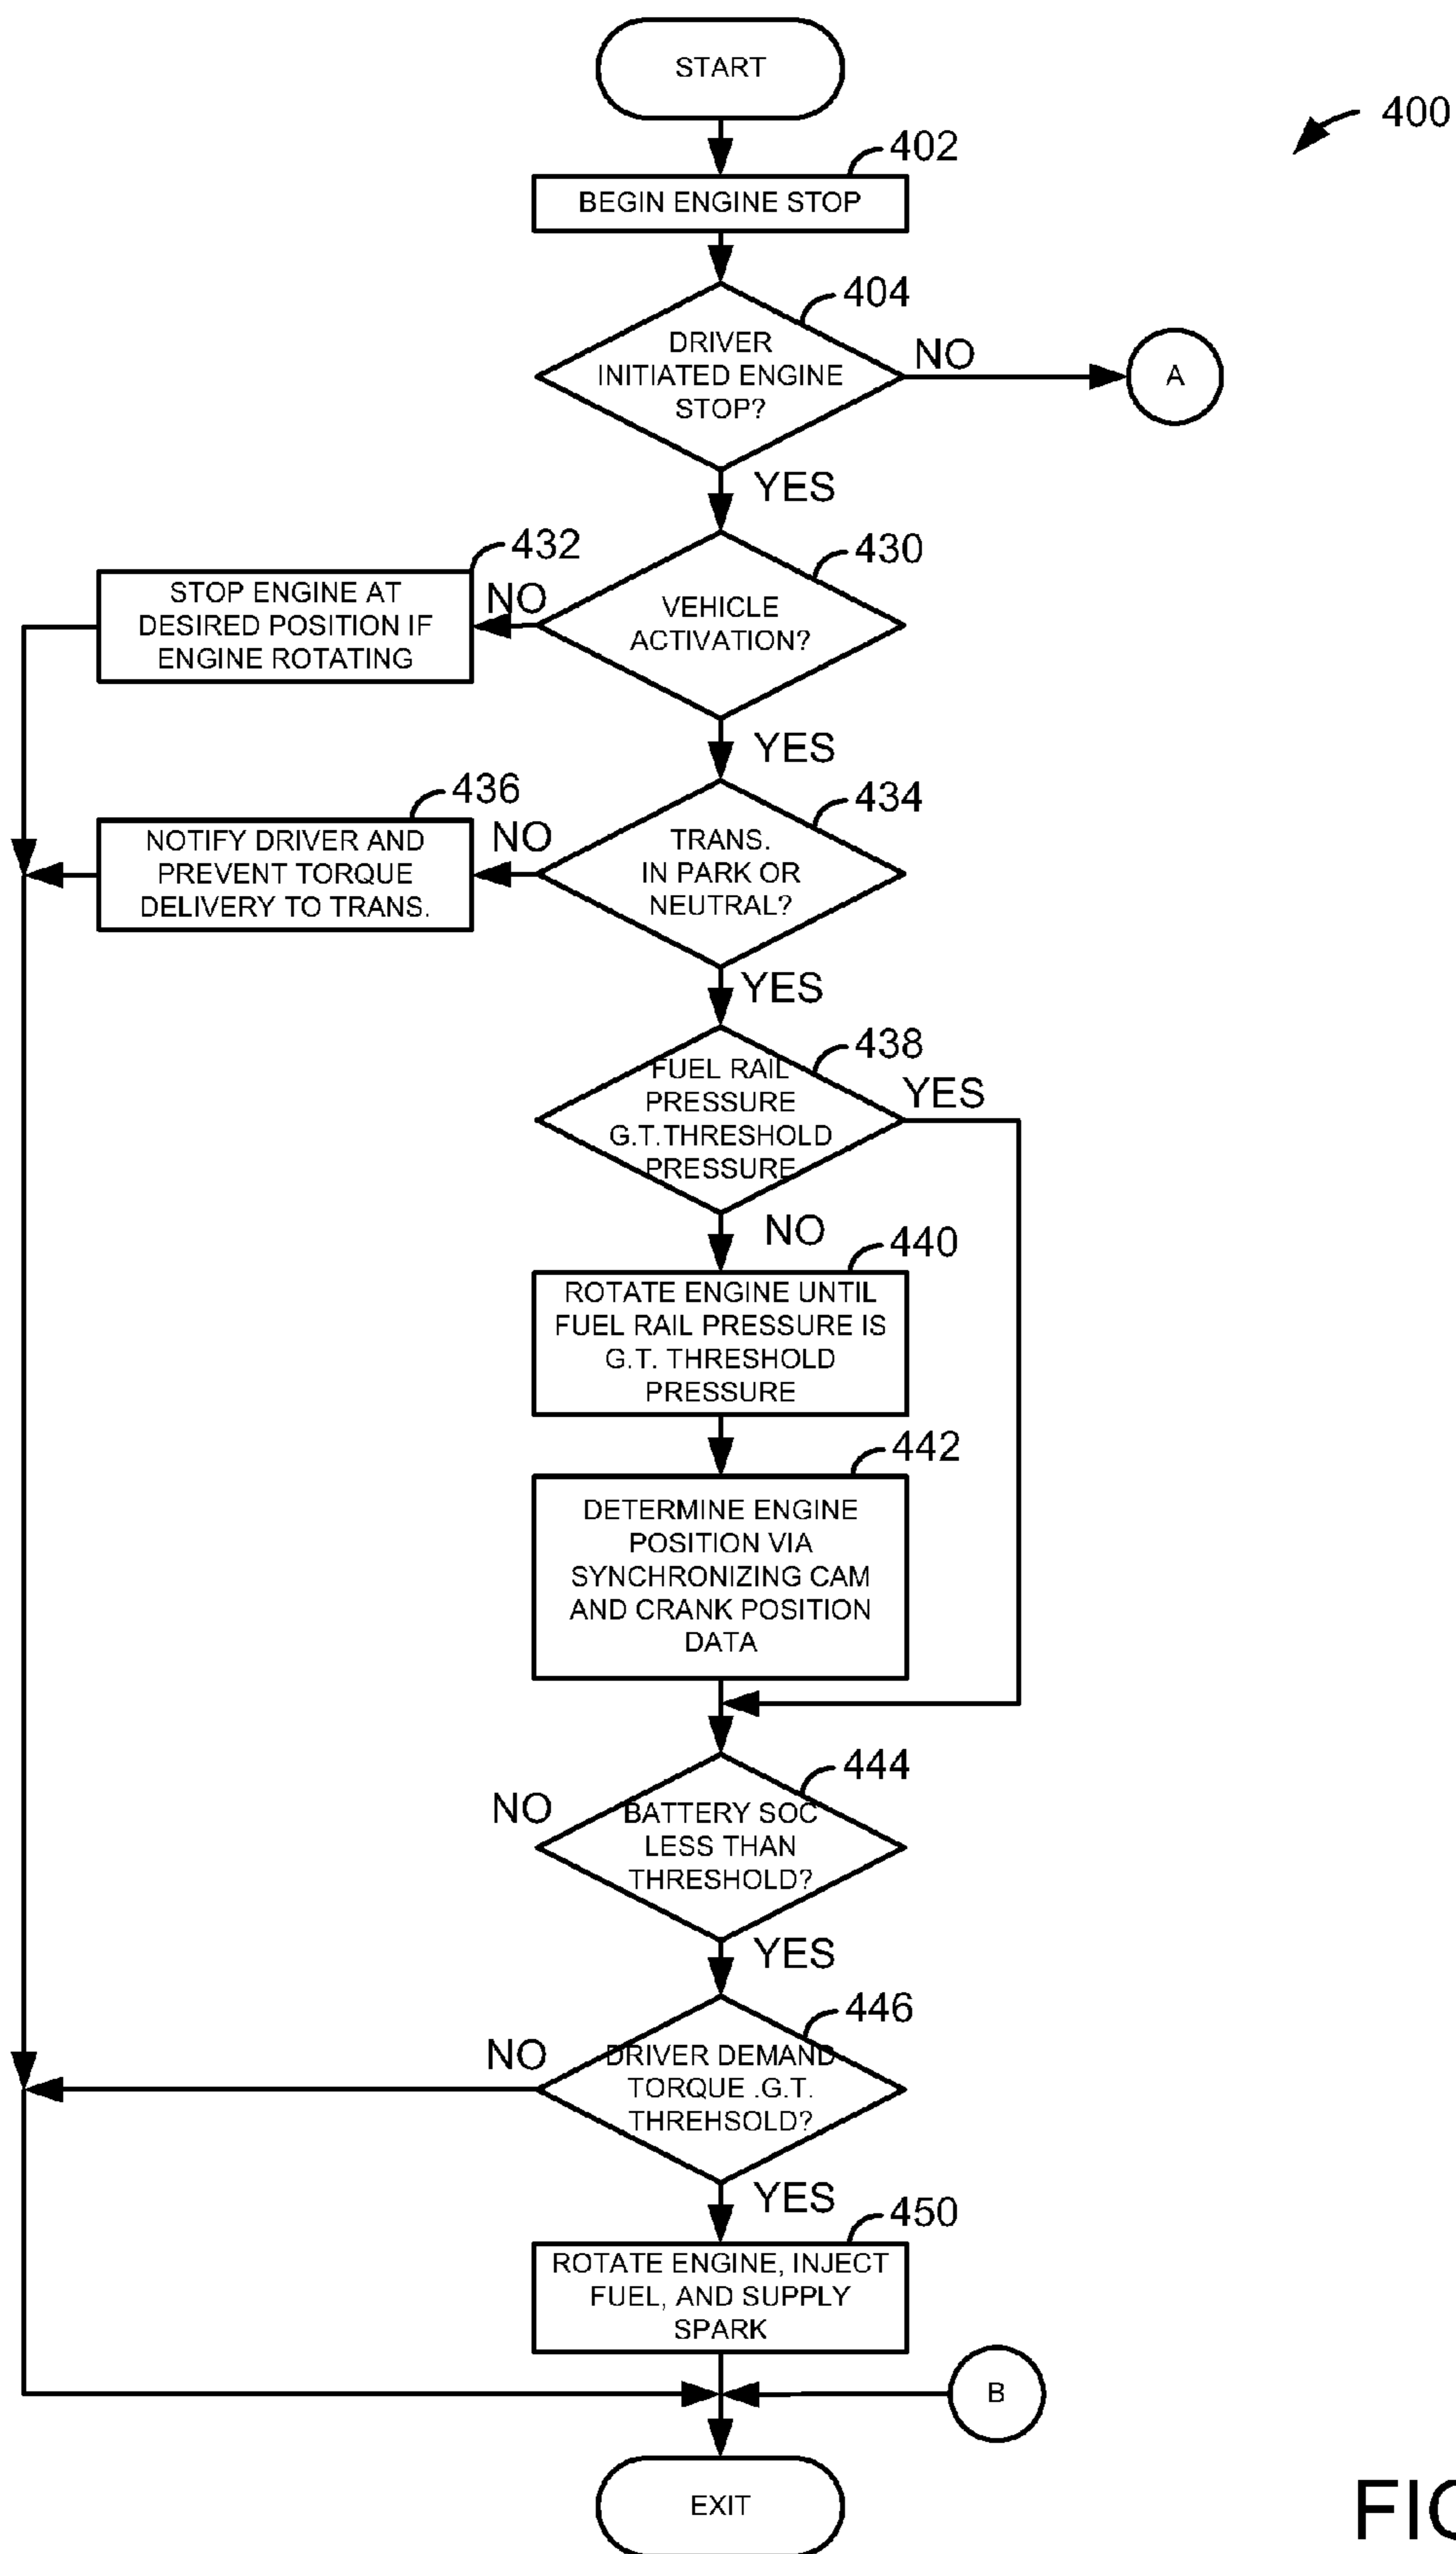 START
400
402
BEGIN ENGINE STOP
404
DRIVER
INITIATED ENGINE
STOP?
NO
A
YES
432
STOP ENGINE AT
DESIRED POSITION IF
ENGINE ROTATING
NO
430
VEHICLE
ACTIVATION?
YES
436
NOTIFY DRIVER AND
PREVENT TORQUE
DELIVERY TO TRANS.
NO
434
TRANS.
IN PARK OR
NEUTRAL?
YES
438
FUEL RAIL
PRESSURE
G.T.THRESHOLD
PRESSURE
YES
NO
440
ROTATE ENGINE UNTIL
FUEL RAIL PRESSURE IS
G.T. THRESHOLD
PRESSURE
442
DETERMINE ENGINE
POSITION VIA
SYNCHRONIZING CAM
AND CRANK POSITION
DATA
444
NO
BATTERY SOC
LESS THAN
THRESHOLD?
YES
446
NO
DRIVER DEMAND
TORQUE .G.T.
THREHSOLD?
YES
450
ROTATE ENGINE, INJECT
FUEL, AND SUPPLY
SPARK
B
EXIT